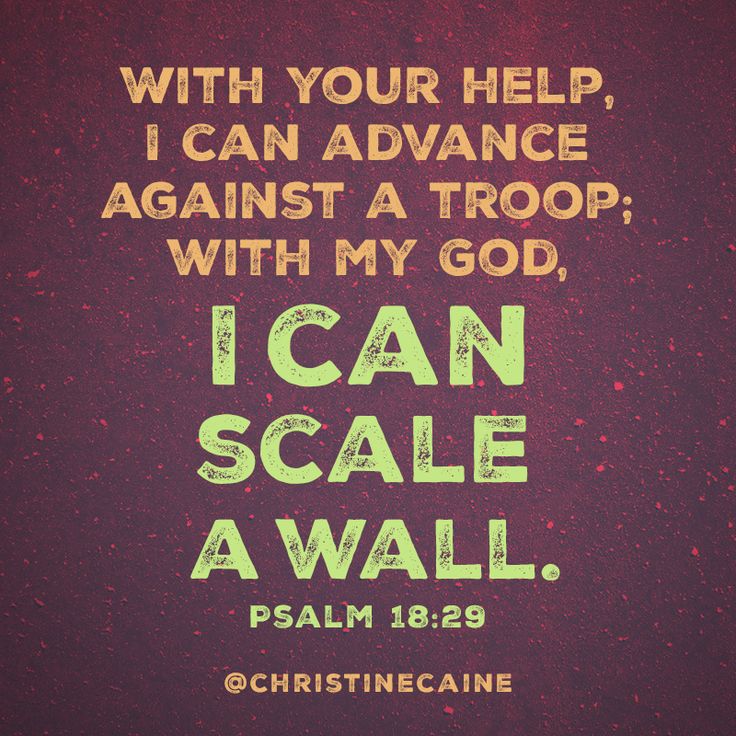 WITH YOUR HELP,
I CAN ADVANCE
AGAINST A TROOP;
WITH MY GOD,
I CAN
SCALE
A WALL.
PSALM 18:29
@CHRISTINECAINE